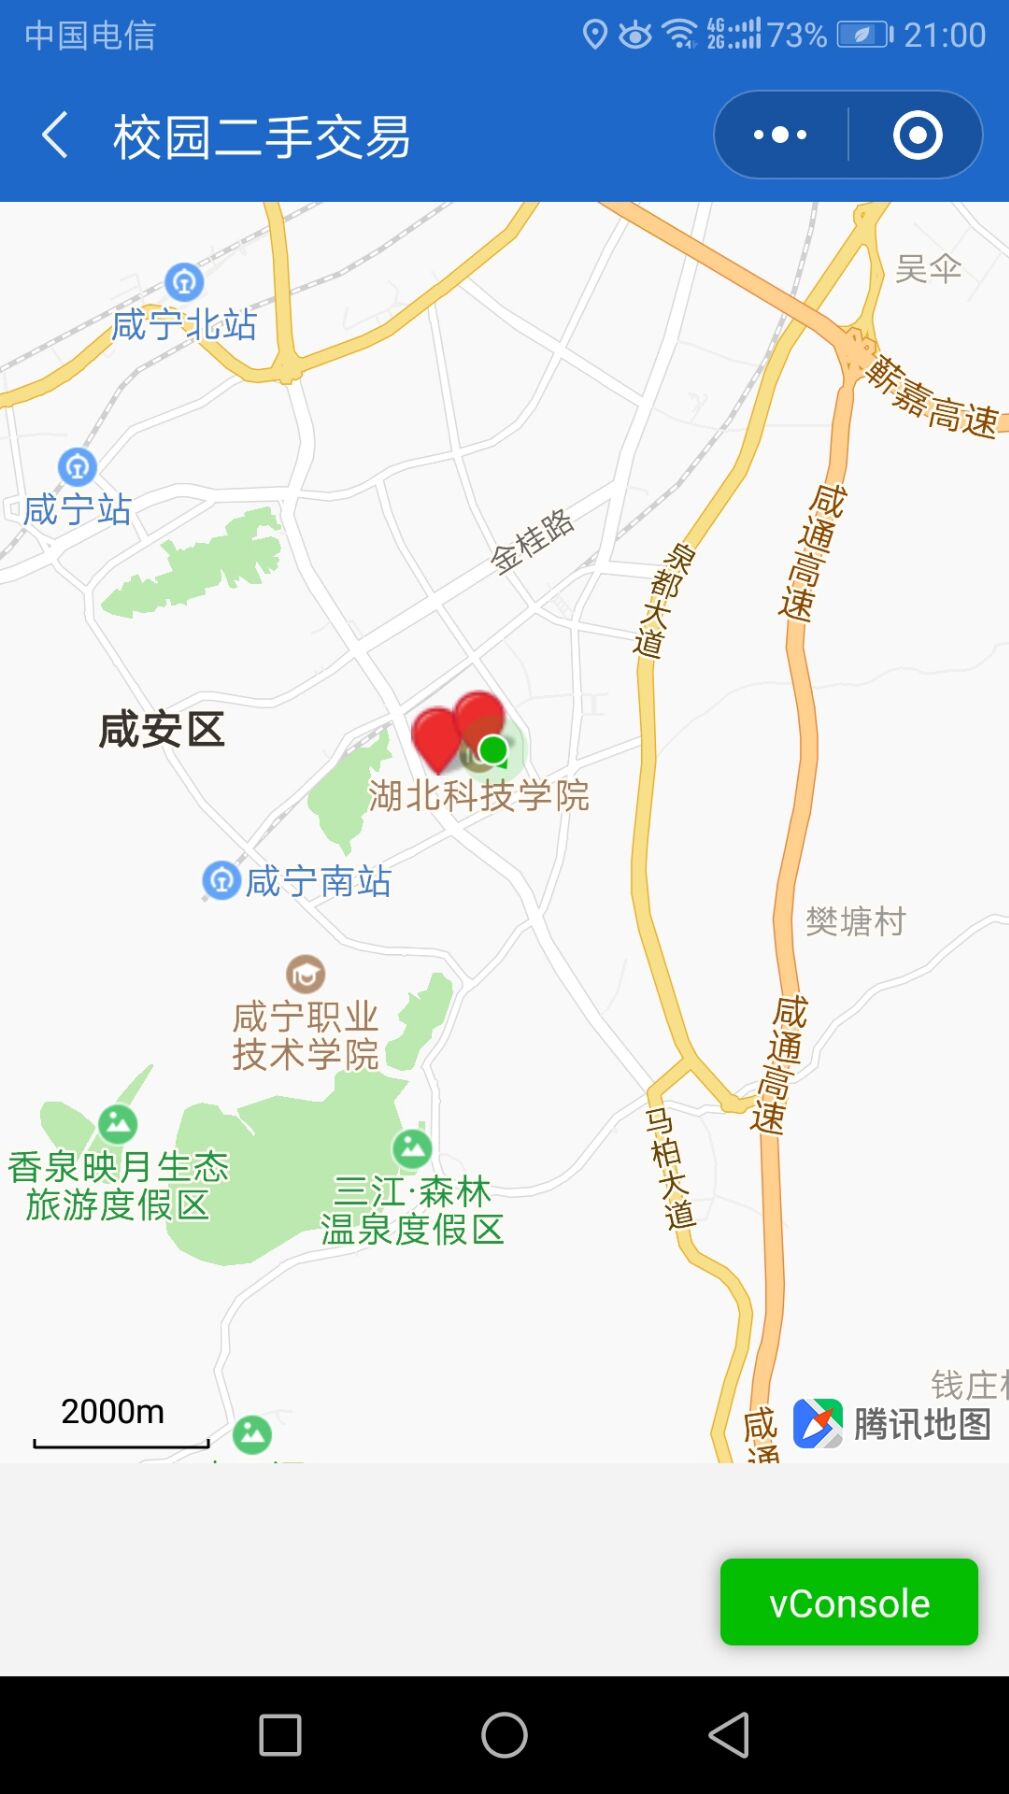 中国电信
4G
2G
73%
21:00
校园二手交易
吴伞
咸宁北站
蕲嘉高速
咸宁站
咸通高速
金桂路
泉都大道
咸安区
湖北科技学院
咸宁南站
樊塘村
咸宁职业
技术学院
咸通高速
马柏大道
香泉映月生态
旅游度假区
三江·森林
温泉度假区
钱庄
2000m
咸通
腾讯地图
vConsole